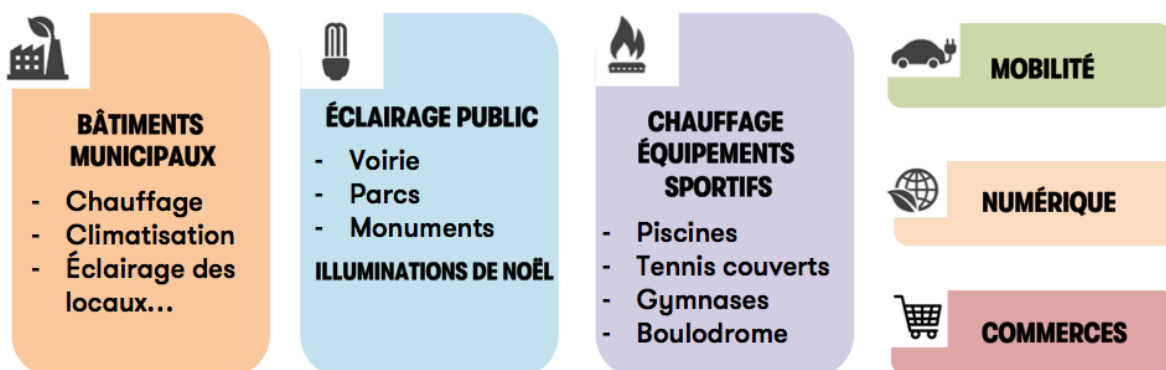 BÂTIMENTS
MUNICIPAUX
- Chauffage
- Climatisation
- Éclairage des
locaux...
ÉCLAIRAGE PUBLIC
- Voirie
- Parcs
- Monuments
ILLUMINATIONS DE NOËL
CHAUFFAGE
ÉQUIPEMENTS
SPORTIFS
- Piscines
- Tennis couverts
- Gymnases
- Boulodrome
MOBILITÉ
NUMÉRIQUE
COMMERCES